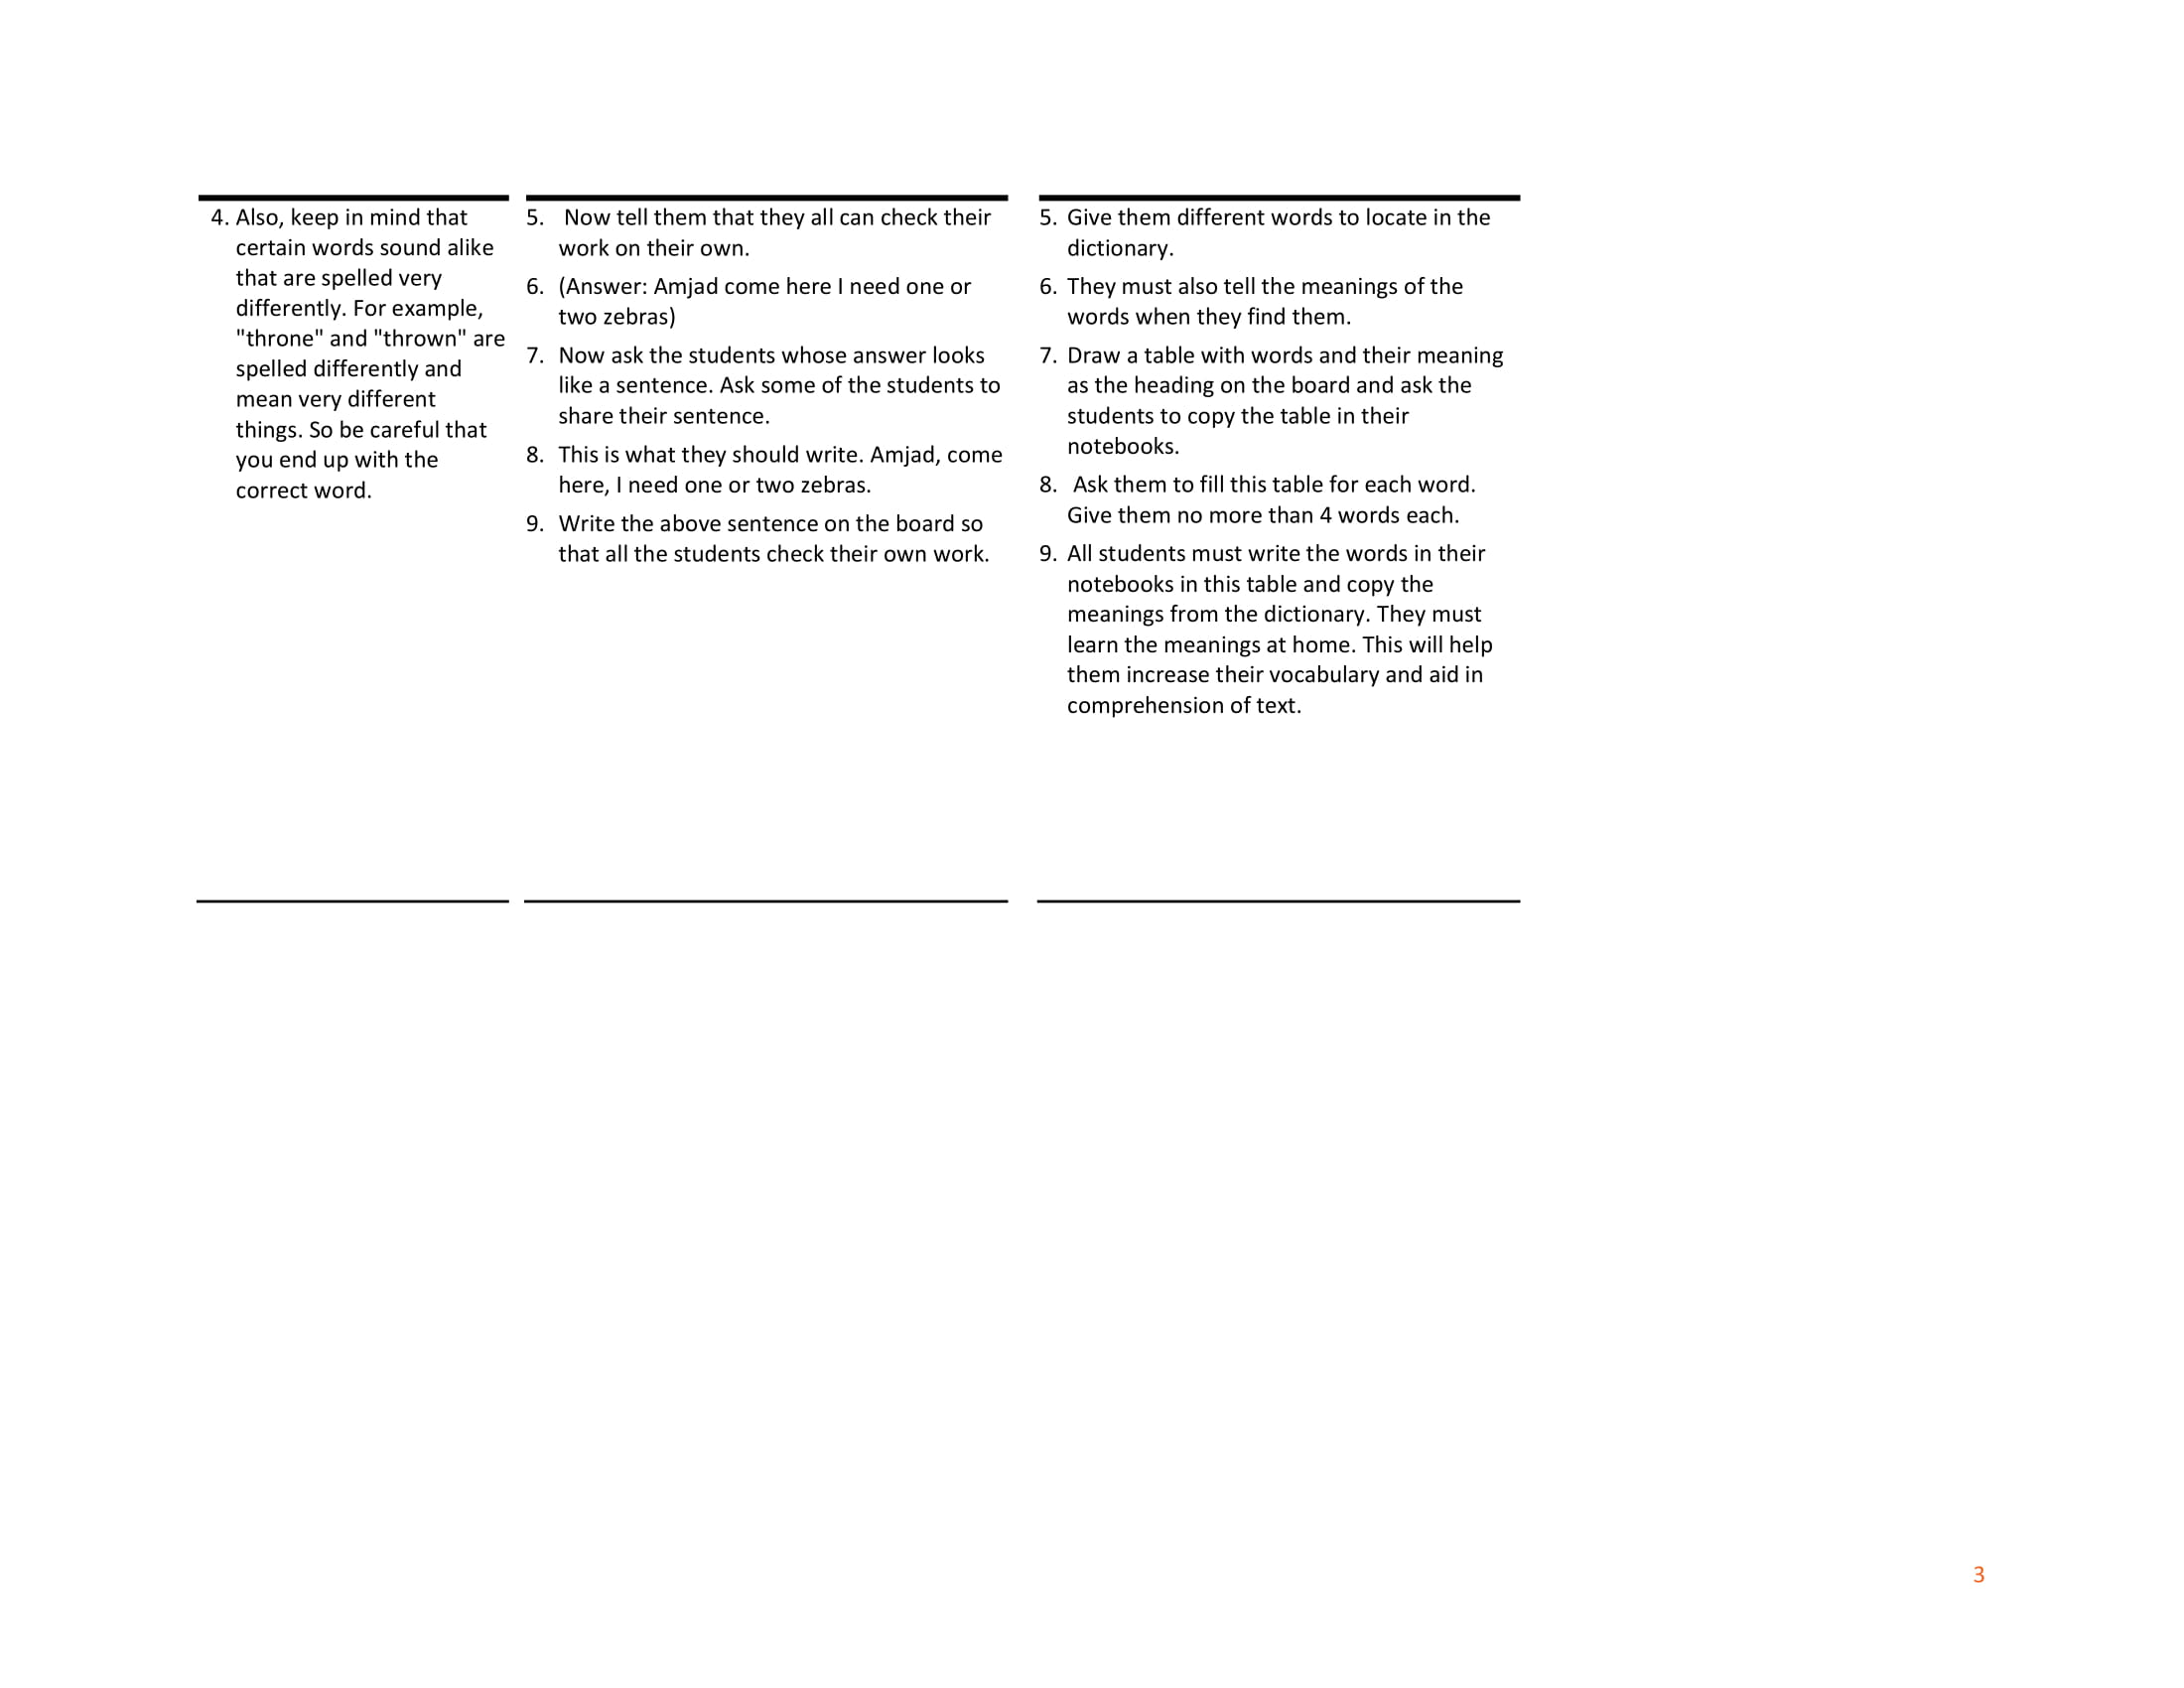 4. Also, keep in mind that
certain words sound alike
that are spelled very
differently. For example,
"throne" and "thrown" are
spelled differently and
mean very different
things. So be careful that
you end up with the
correct word.
5. Now tell them that they all can check their
work on their own.
6. (Answer: Amjad come here I need one or
two zebras)
7. Now ask the students whose answer looks
like a sentence. Ask some of the students to
share their sentence.
8. This is what they should write. Amjad, come
here, I need one or two zebras.
9. Write the above sentence on the board so
that all the students check their own work.
5. Give them different words to locate in the
dictionary.
6. They must also tell the meanings of the
words when they find them.
7. Draw a table with words and their meaning
as the heading on the board and ask the
students to copy the table in their
notebooks.
8. Ask them to fill this table for each word.
Give them no more than 4 words each.
9. All students must write the words in their
notebooks in this table and copy the
meanings from the dictionary. They must
learn the meanings at home. This will help
them increase their vocabulary and aid in
comprehension of text.
3